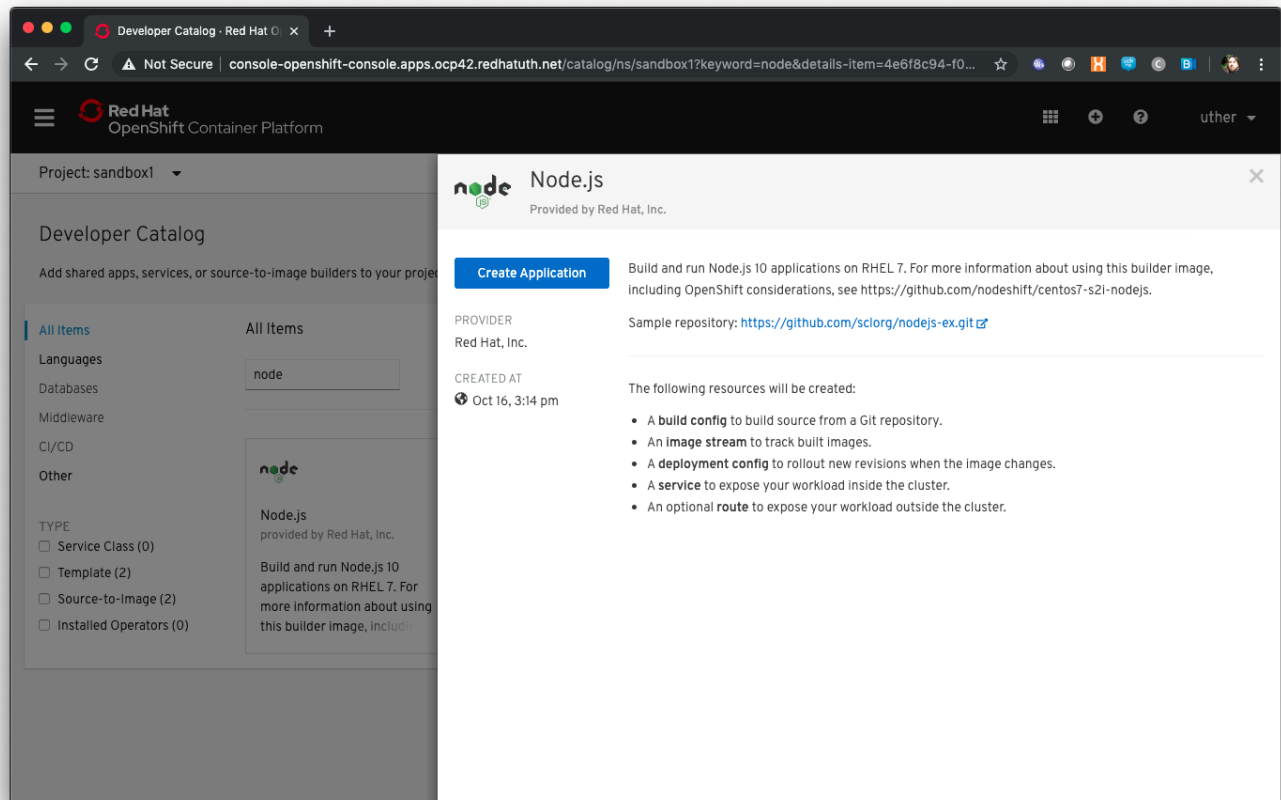 Developer Catalog · Red Hat O
Not Secure | console-openshift-console.apps.ocp42.redhatuth.net/catalog/ns/sandbox1?keyword=node&details-item=4e6f8c94-f0...
Red Hat
OpenShift Container Platform
uther
Project: sandbox1
node
JS
Node.js
Provided by Red Hat, Inc.
Developer Catalog
Add shared apps, services, or source-to-image builders to your projec
Create Application
Build and run Node.js 10 applications on RHEL 7. For more information about using this builder image,
including OpenShift considerations, see https://github.com/nodeshift/centos7-s2i-nodejs.
Sample repository: https://github.com/sclorg/nodejs-ex.git
PROVIDER
Red Hat, Inc.
CREATED AT
Oct 16, 3:14 pm
The following resources will be created:
• A build config to build source from a Git repository.
• An image stream to track built images.
• A deployment config to rollout new revisions when the image changes.
• A service to expose your workload inside the cluster.
• An optional route to expose your workload outside the cluster.
All Items
Languages
Databases
Middleware
CI/CD
Other
TYPE
Service Class (0)
Template (2)
Source-to-Image (2)
Installed Operators (0)
All Items
node
node
Node.js
provided by Red Hat, Inc.
Build and run Node.js 10
applications on RHEL 7. For
more information about using
this builder image, includi